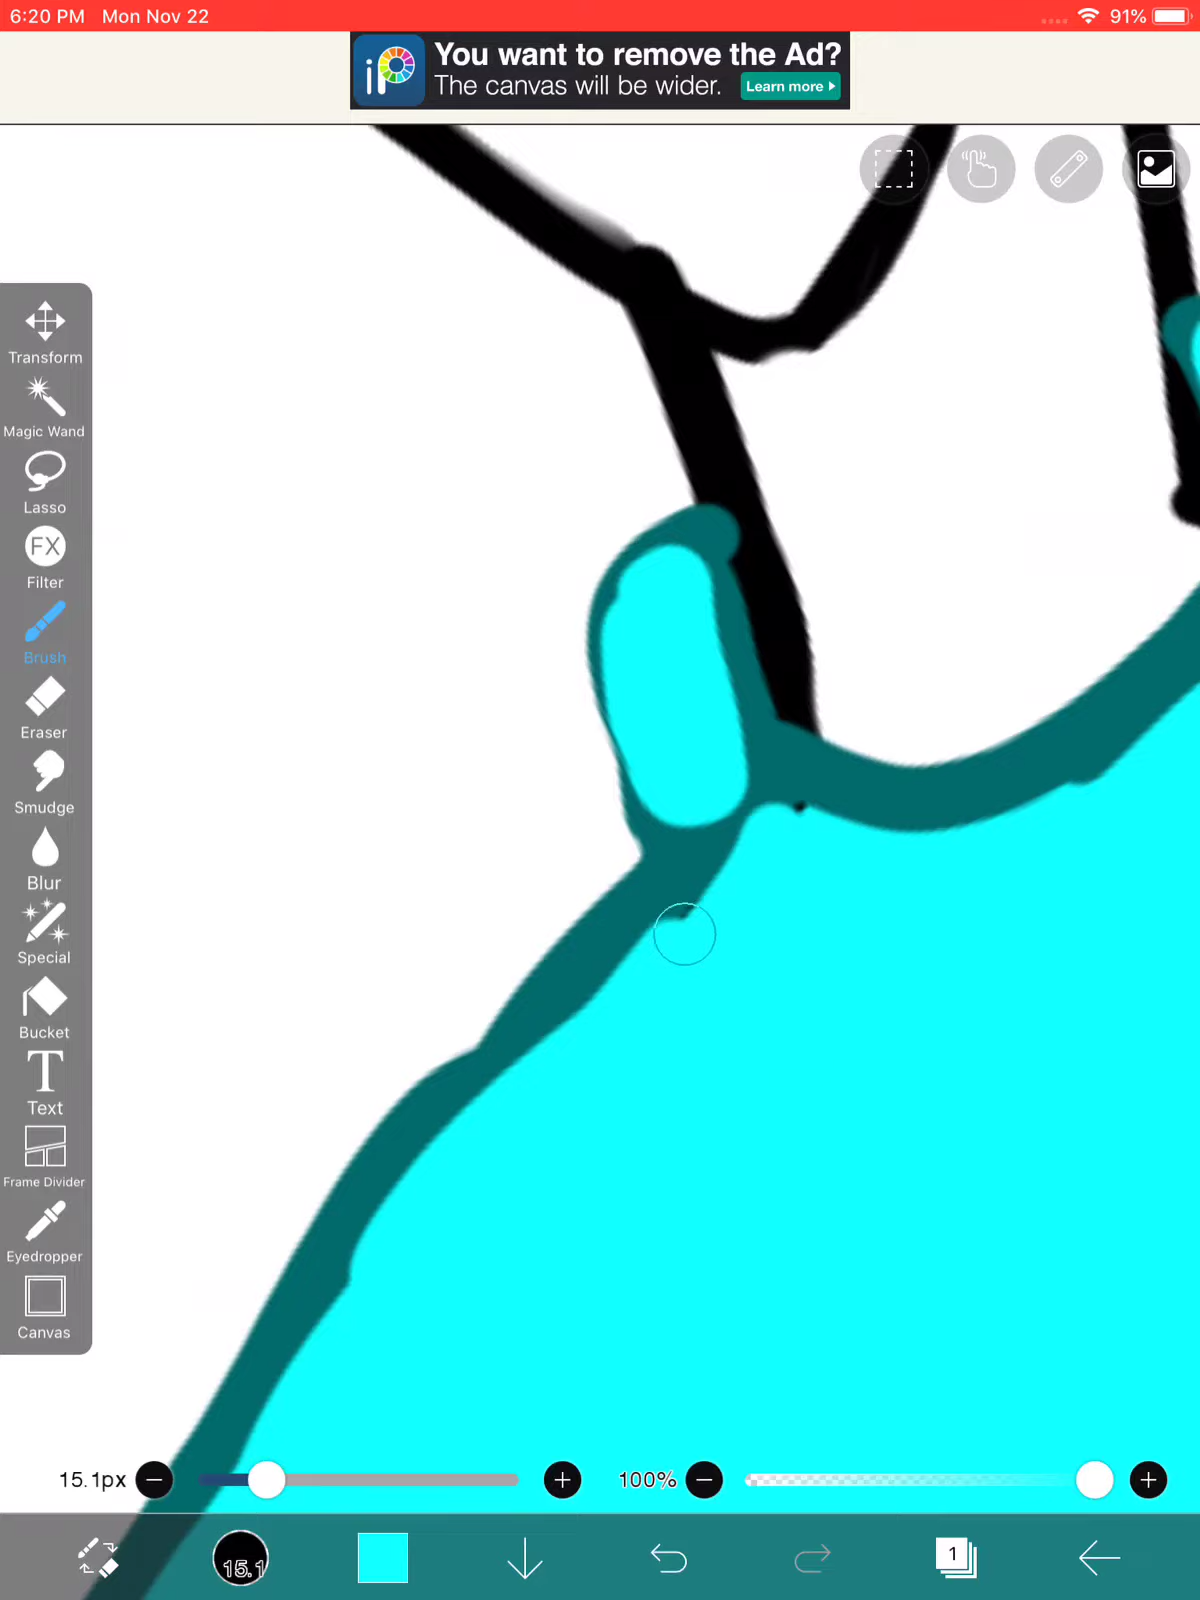 6:20 PM Mon Nov 22
91%
iP
You want to remove the Ad?
The canvas will be wider.
Learn more
Transform
Magic Wand
Lasso
FX
Filter
Brush
Eraser
Smudge
Blur
Special
Bucket
T
Text
Frame Divider
Eyedropper
Canvas
15.1px
100%
15.1
1